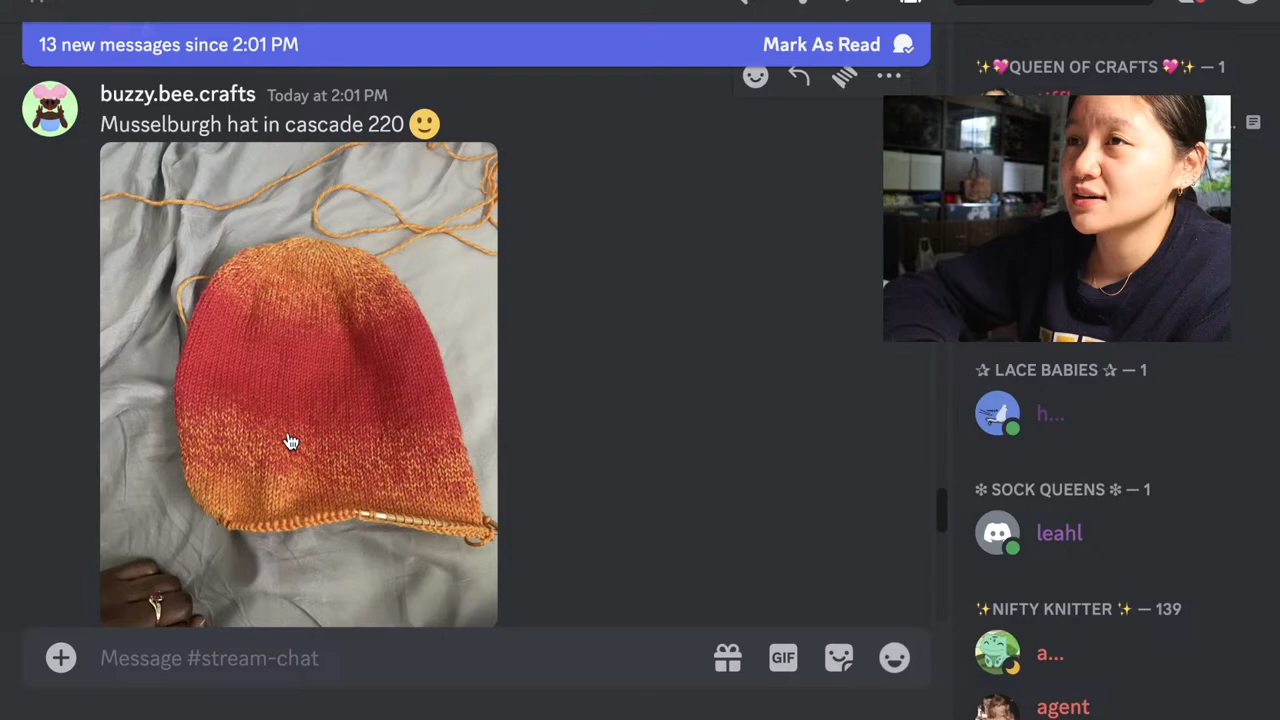 13 new messages since 2:01 PM
Mark As Read
buzzy.bee.crafts Today at 2:01 PM
Musselburgh hat in cascade 220
Message #stream-chat
GIF
✨💖QUEEN OF CRAFTS 💖✨ — 1
✰ LACE BABIES ✰ — 1
h...
❇ SOCK QUEENS ❇ — 1
leahl
✨NIFTY KNITTER ✨ — 139
a...
agent